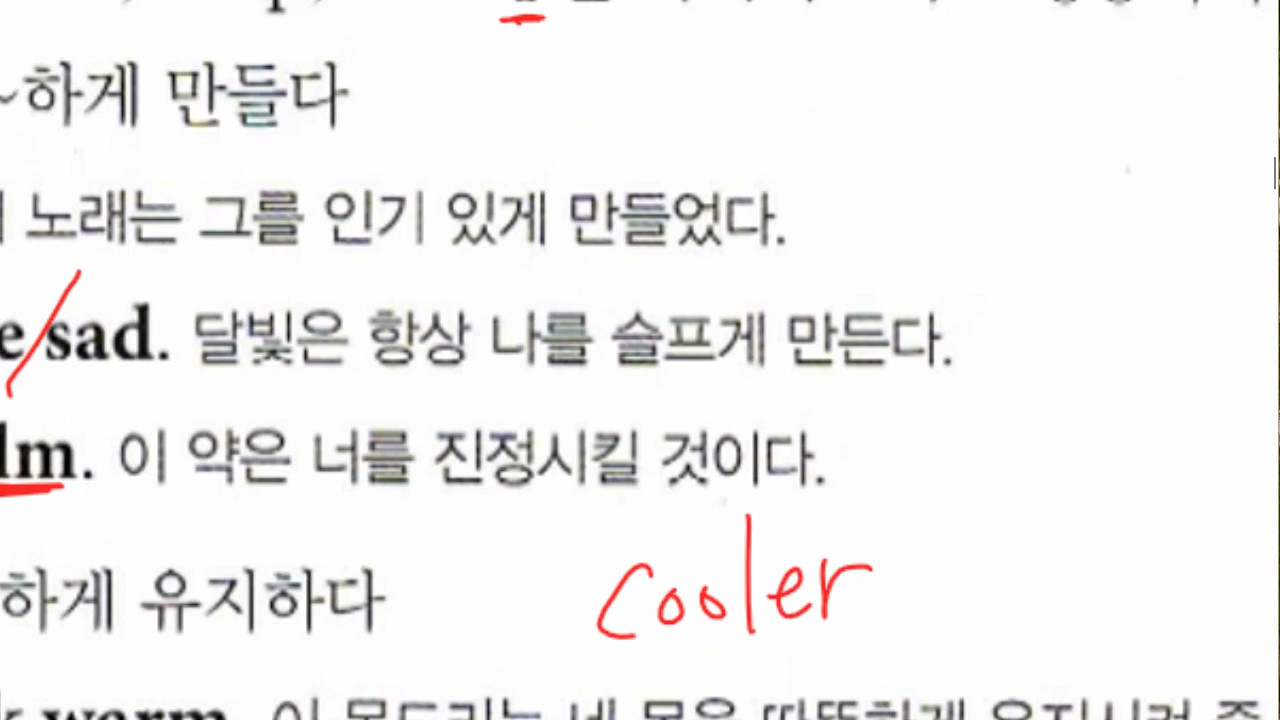 ~하게 만들다
노래는 그를 인기 있게 만들었다.
sad. 달빛은 항상 나를 슬프게 만든다.
lm. 이 약은 너를 진정시킬 것이다.
하게 유지하다
cooler
warm.